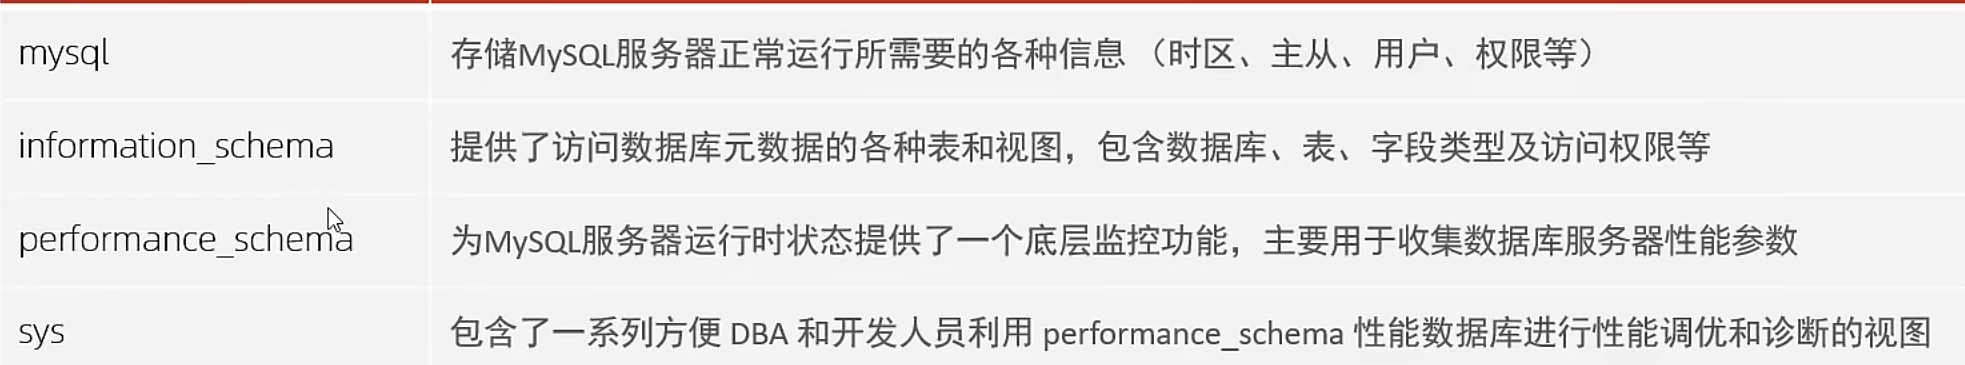 mysql 存储MySQL服务器正常运行所需要的各种信息 （时区、主从、用户、权限等）
information_schema 提供了访问数据库元数据的各种表和视图，包含数据库、表、字段类型及访问权限等
performance_schema 为MySQL服务器运行时状态提供了一个底层监控功能，主要用于收集数据库服务器性能参数
sys 包含了一系列方便 DBA 和开发人员利用 performance_schema 性能数据库进行性能调优和诊断的视图